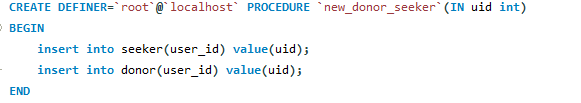 CREATE DEFINER=`root`@`localhost` PROCEDURE `new_donor_seeker`(IN uid int)
BEGIN
    insert into seeker(user_id) value(uid);
    insert into donor(user_id) value(uid);
END